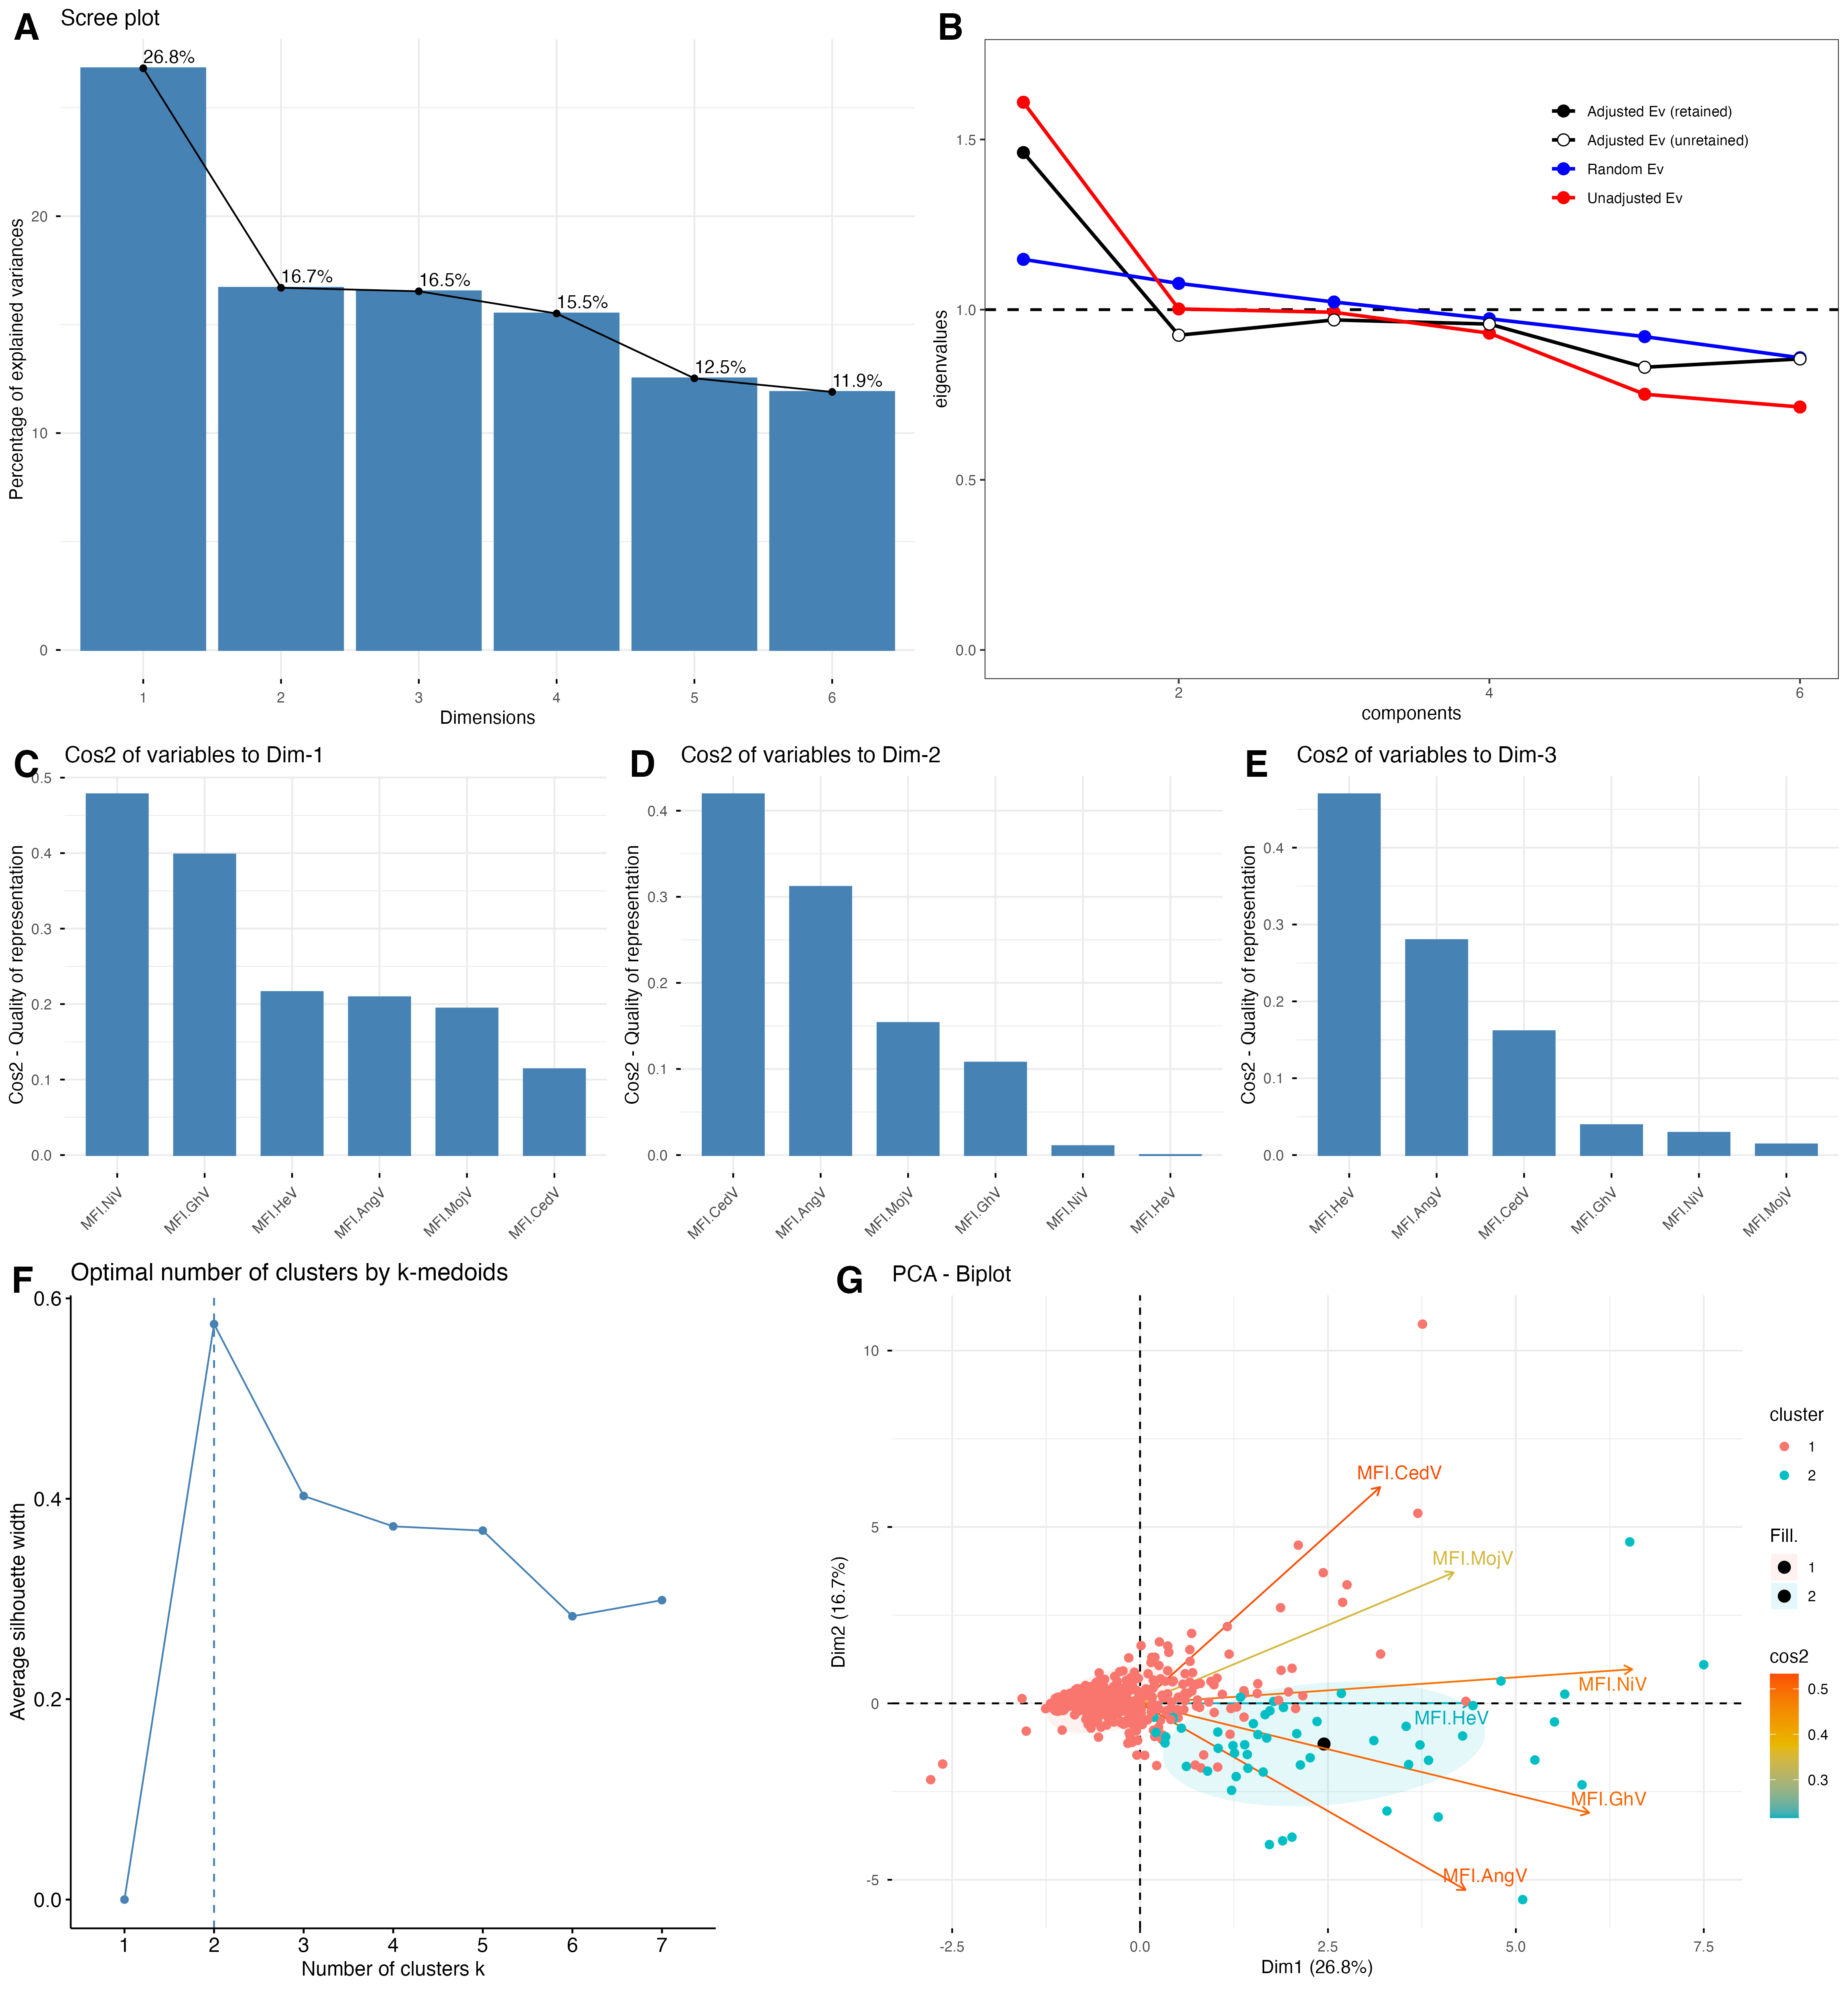 A
Scree plot
Percentage of explained variances
20
10
0
26.8%
16.7%
16.5%
15.5%
12.5%
11.9%
1
2
3
4
5
6
Dimensions
B
eigenvalues
1.5
1.0
0.5
0.0
Adjusted Ev (retained)
Adjusted Ev (unretained)
Random Ev
Unadjusted Ev
2
4
6
components
C
Cos2 of variables to Dim-1
Cos2 - Quality of representation
0.5
0.4
0.3
0.2
0.1
0.0
MFI.NiV
MFI.GhV
MFI.HeV
MFI.AngV
MFI.MojV
MFI.CedV
D
Cos2 of variables to Dim-2
Cos2 - Quality of representation
0.4
0.3
0.2
0.1
0.0
MFI.CedV
MFI.AngV
MFI.MojV
MFI.GhV
MFI.NiV
MFI.HeV
E
Cos2 of variables to Dim-3
Cos2 - Quality of representation
0.4
0.3
0.2
0.1
0.0
MFI.HeV
MFI.AngV
MFI.CedV
MFI.GhV
MFI.NiV
MFI.MojV
F
Optimal number of clusters by k-medoids
Average silhouette width
0.6
0.4
0.2
0.0
1
2
3
4
5
6
7
Number of clusters k
G
PCA - Biplot
Dim2 (16.7%)
10
5
0
-5
MFI.CedV
MFI.MojV
MFI.NiV
MFI.HeV
MFI.GhV
MFI.AngV
-2.5
0.0
2.5
5.0
7.5
Dim1 (26.8%)
cluster
1
2
Fill.
1
2
cos2
0.5
0.4
0.3